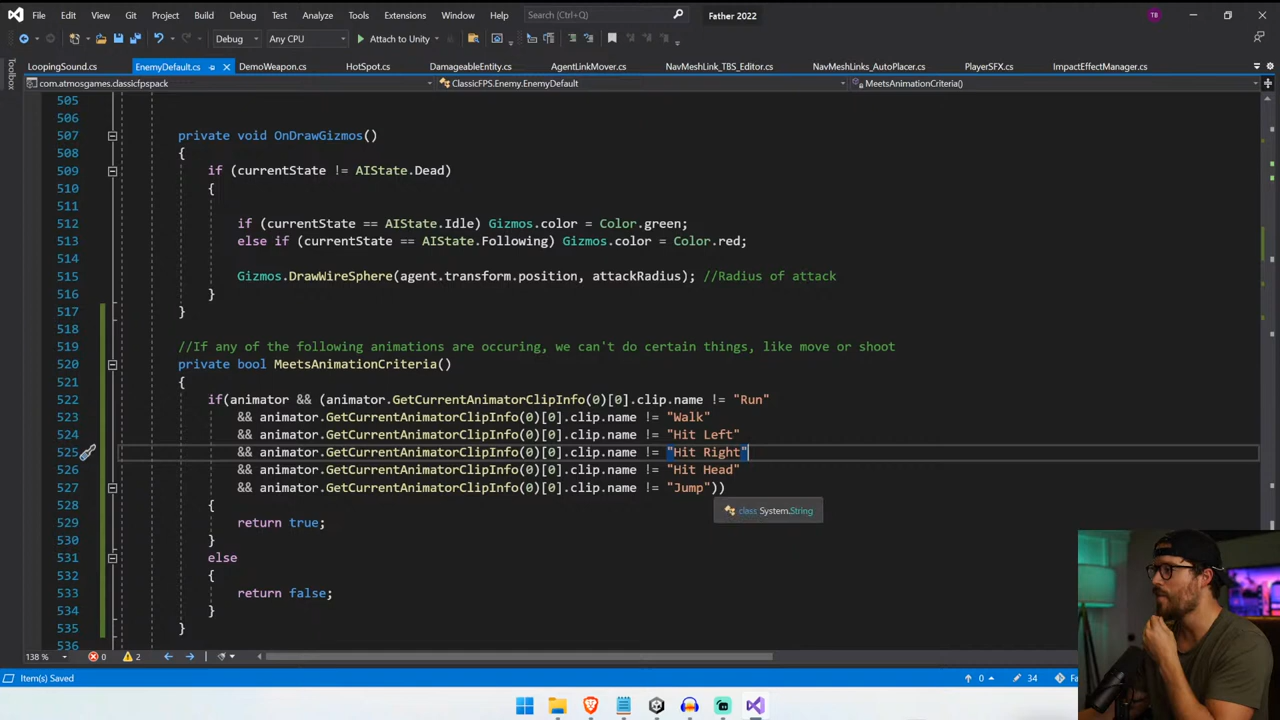 File Edit View Git Project Build Debug Test Analyze Tools Extensions Window Help Search (Ctrl+Q) Father 2022 TB
Debug Any CPU Attach to Unity
LoopingSound.cs EnemyDefault.cs DemoWeapon.cs HotSpot.cs DamageableEntity.cs AgentLinkMover.cs NavMeshLink_TBS_Editor.cs NavMeshLinks_AutoPlacer.cs PlayerSFX.cs ImpactEffectManager.cs
Toolbox
com.atmosgames.classicfpspack ClassicFPS.Enemy.EnemyDefault MeetsAnimationCriteria()
505
506
507 private void OnDrawGizmos()
508 {
509 if (currentState != AIState.Dead)
510 {
511
512 if (currentState == AIState.Idle) Gizmos.color = Color.green;
513 else if (currentState == AIState.Following) Gizmos.color = Color.red;
514
515 Gizmos.DrawWireSphere(agent.transform.position, attackRadius); //Radius of attack
516 }
517 }
518
519 //If any of the following animations are occuring, we can't do certain things, like move or shoot
520 private bool MeetsAnimationCriteria()
521 {
522 if(animator && (animator.GetCurrentAnimatorClipInfo(0)[0].clip.name != "Run"
523 && animator.GetCurrentAnimatorClipInfo(0)[0].clip.name != "Walk"
524 && animator.GetCurrentAnimatorClipInfo(0)[0].clip.name != "Hit Left"
525 && animator.GetCurrentAnimatorClipInfo(0)[0].clip.name != "Hit Right"
526 && animator.GetCurrentAnimatorClipInfo(0)[0].clip.name != "Hit Head"
527 && animator.GetCurrentAnimatorClipInfo(0)[0].clip.name != "Jump"))
528 {
class System.String
529 return true;
530 }
531 else
532 {
533 return false;
534 }
535 }
536
138 % 0 2
Item(s) Saved 0 34